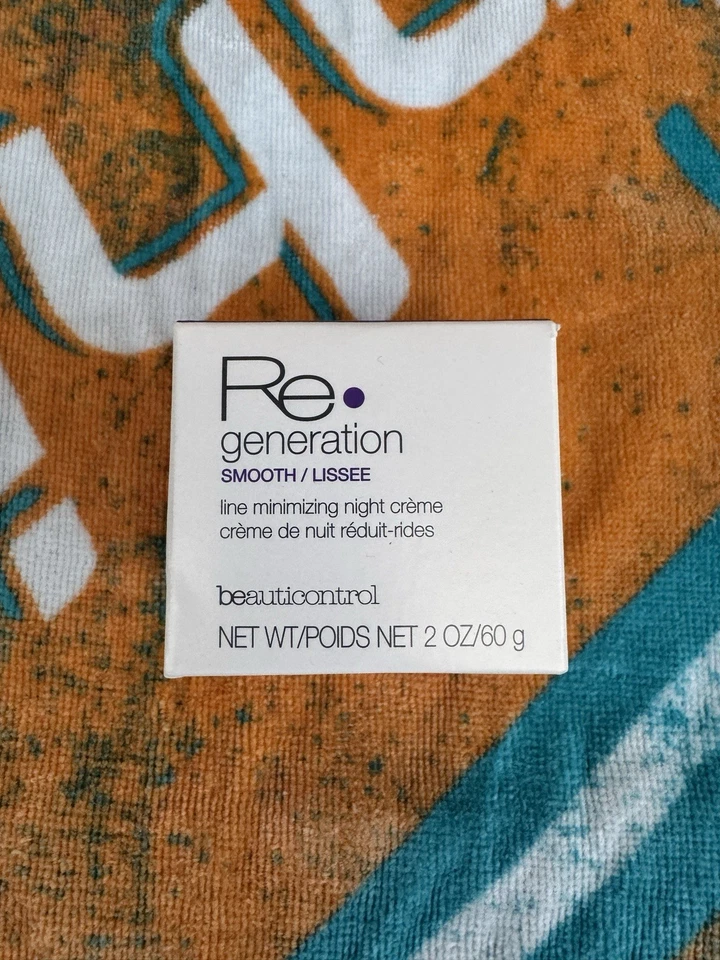 Re•
generation
SMOOTH / LISSEE
line minimizing night crème
crème de nuit réduit-rides
beauticontrol
NET WT/POIDS NET 2 OZ/60 g